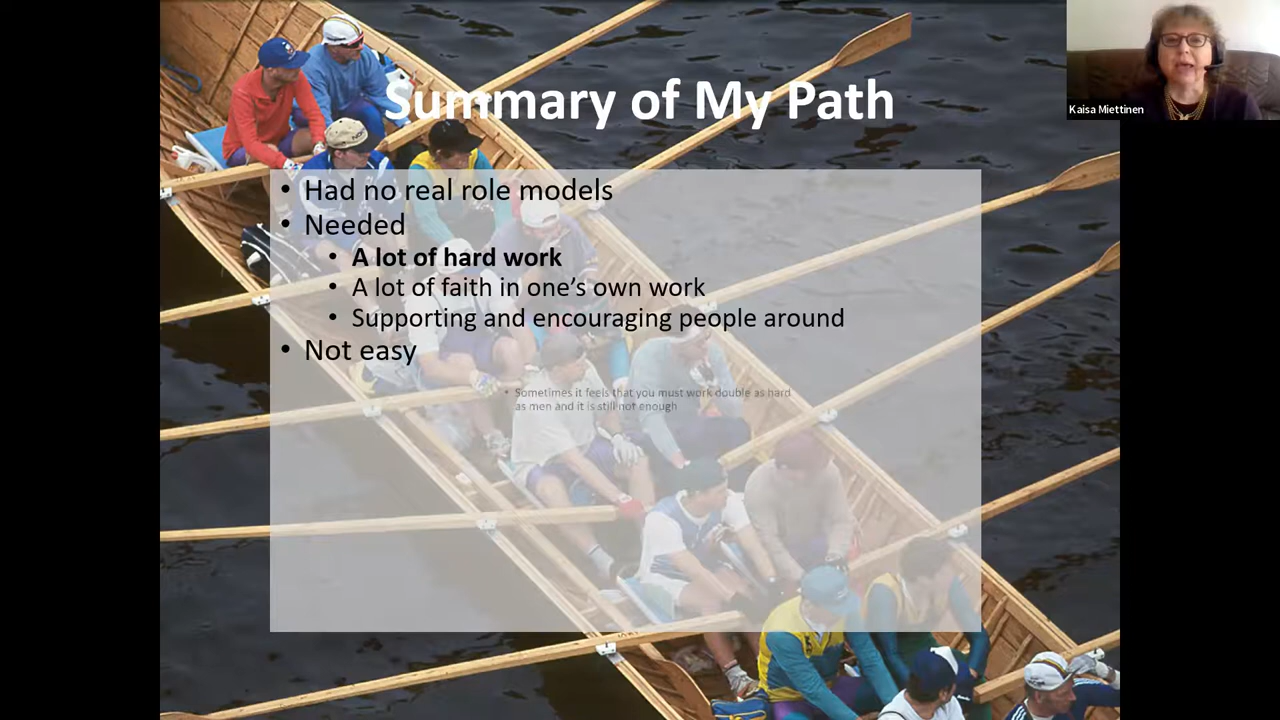 Summary of My Path
Kaisa Miettinen
• Had no real role models
• Needed
• A lot of hard work
• A lot of faith in one’s own work
• Supporting and encouraging people around
• Not easy
• Sometimes it feels that you must work double as hard
as men and it is still not enough